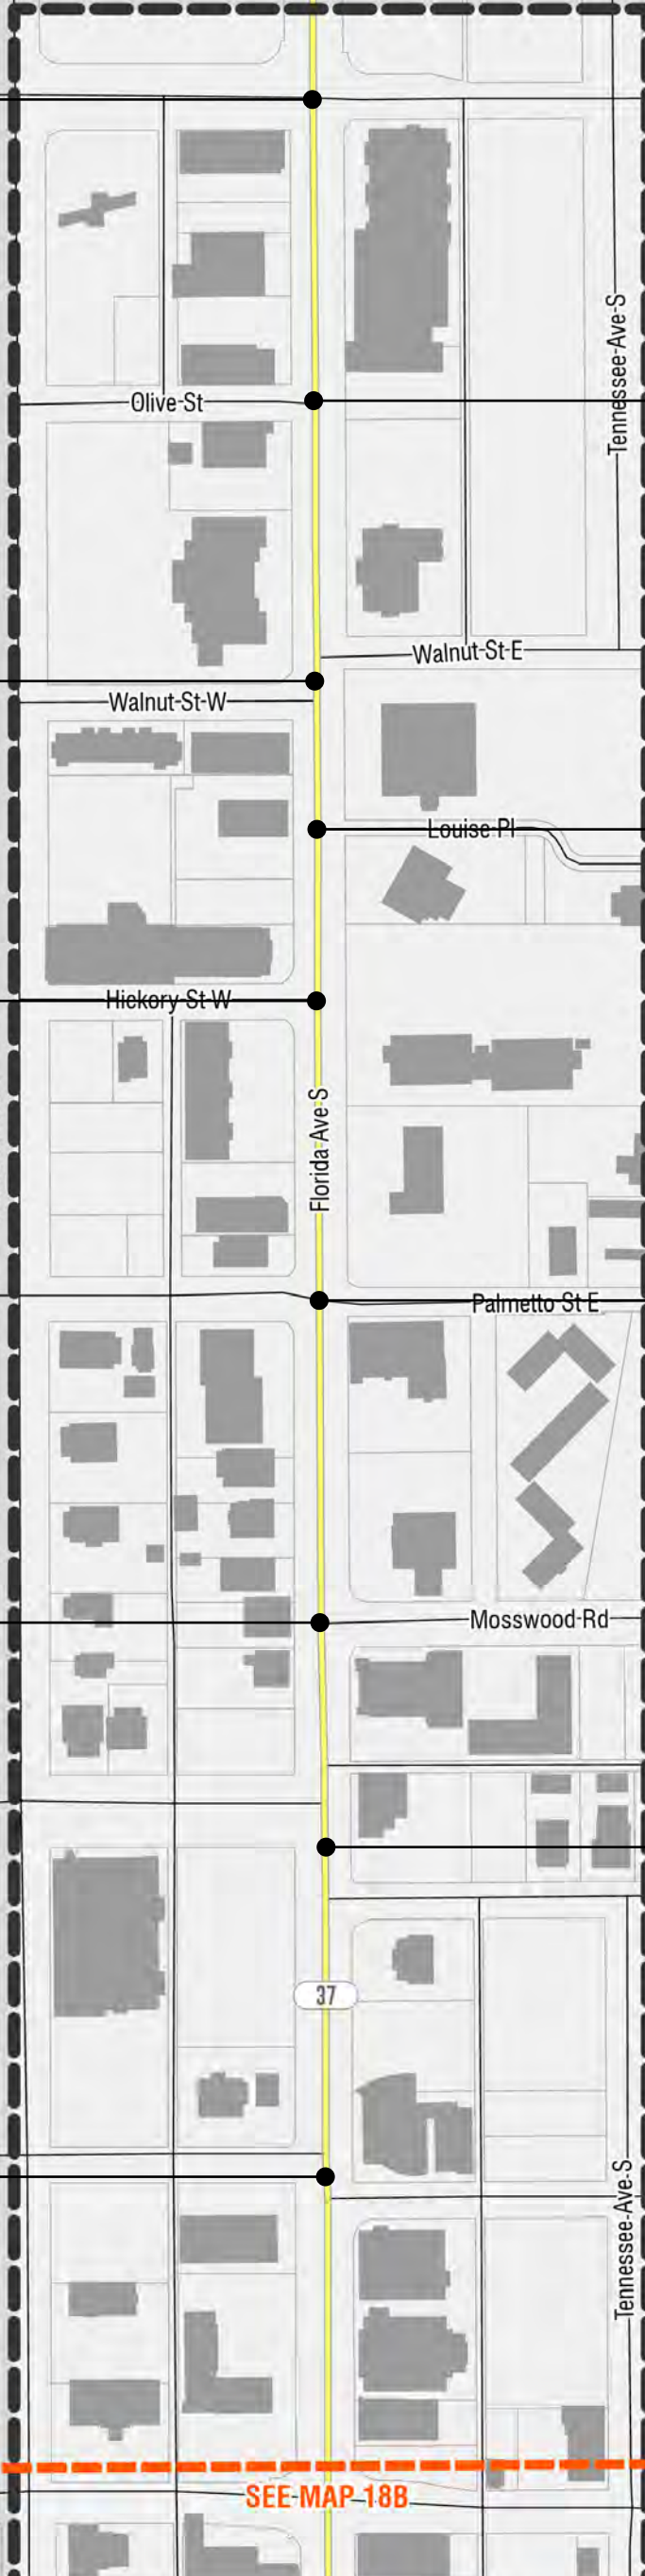 Tennessee-Ave-S
Olive-St
Walnut-St-E
Walnut-St-W
Louise-Pl
Hickory-St-W
Florida-Ave-S
Palmetto-St-E
Mosswood-Rd
37
Tennessee-Ave-S
SEE-MAP-18B